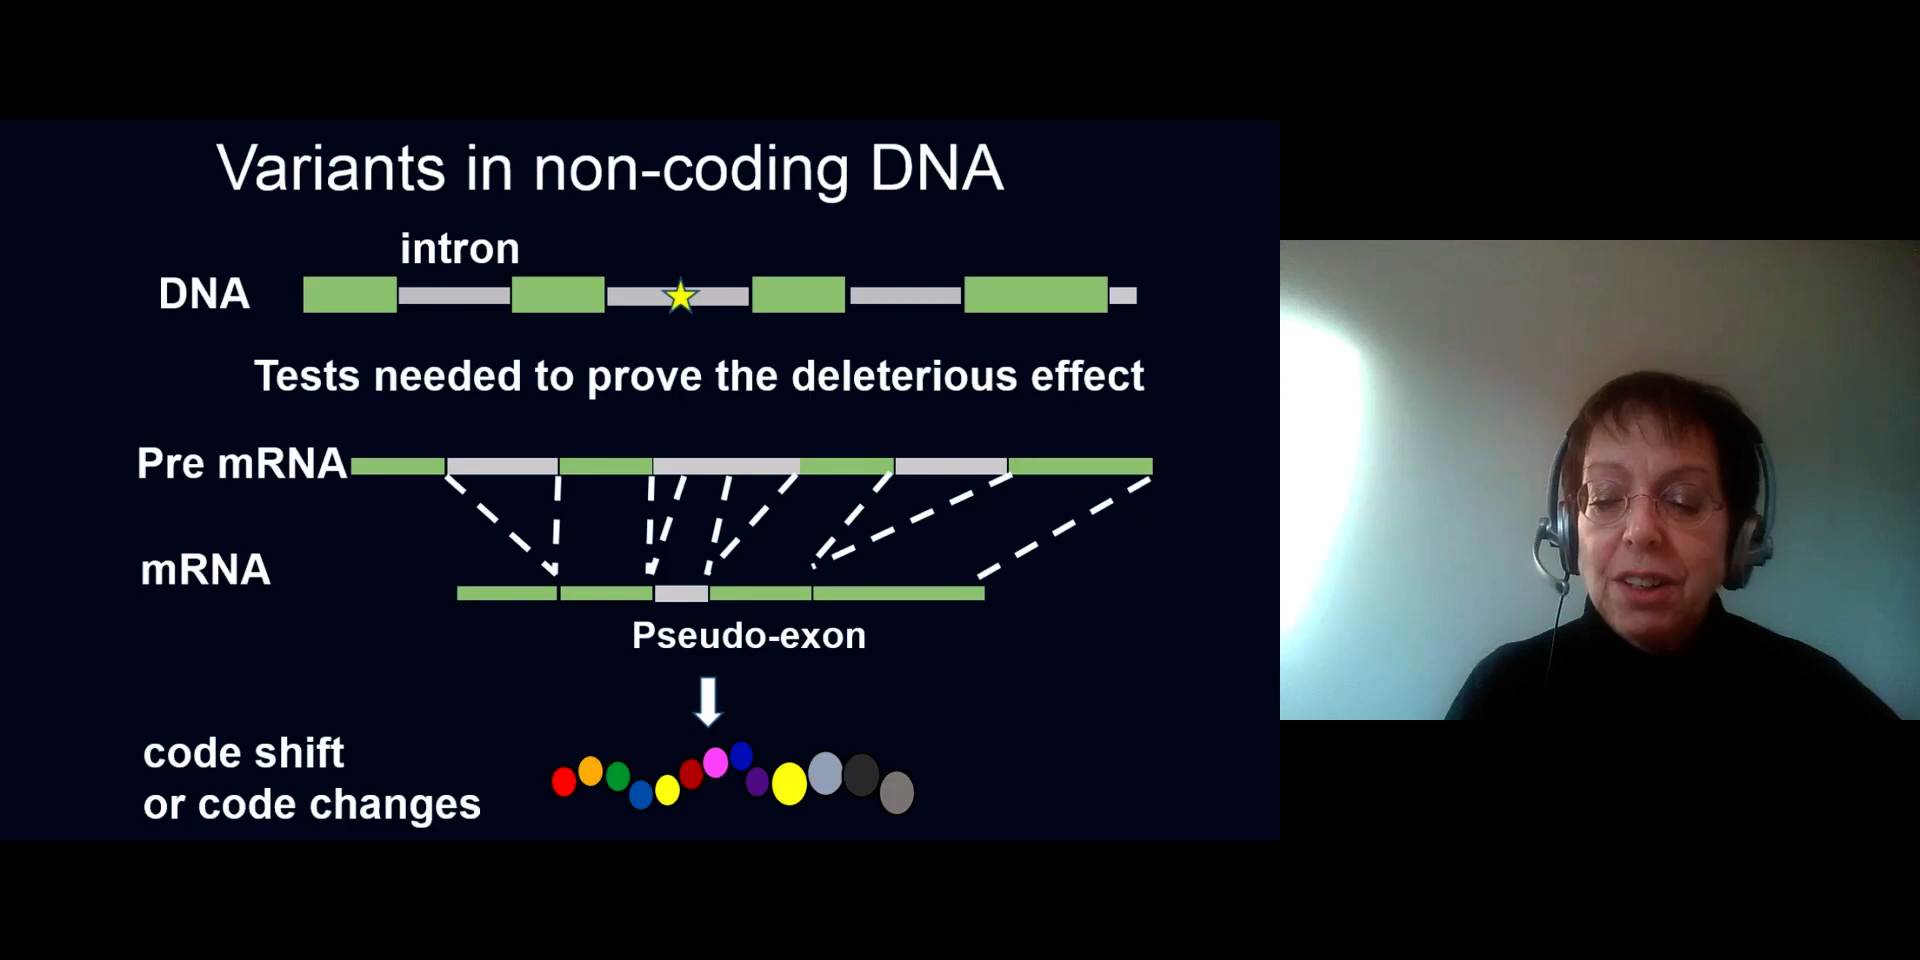 Variants in non-coding DNA
intron
DNA
Tests needed to prove the deleterious effect
Pre mRNA
mRNA
Pseudo-exon
code shift
or code changes